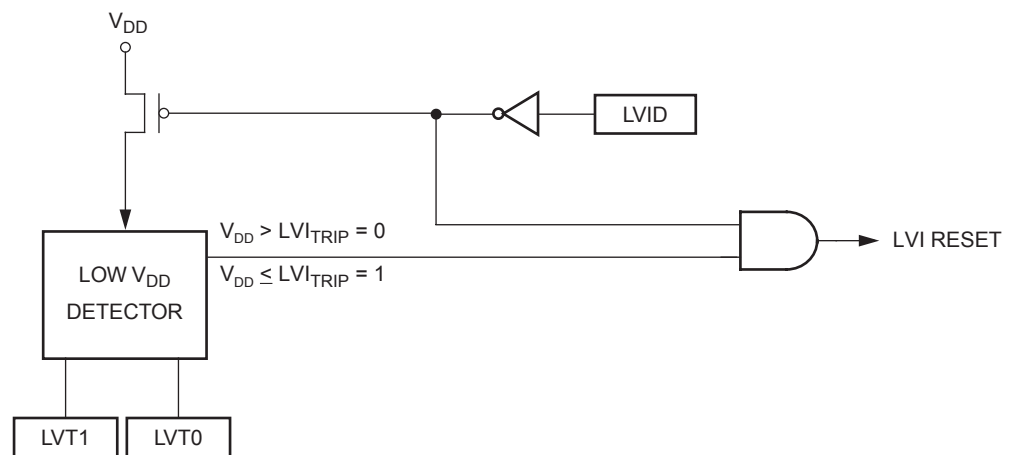 VDD
LVID
VDD > LVITRIP = 0
LVI RESET
VDD ≤ LVITRIP = 1
LOW VDD
DETECTOR
LVT1
LVT0